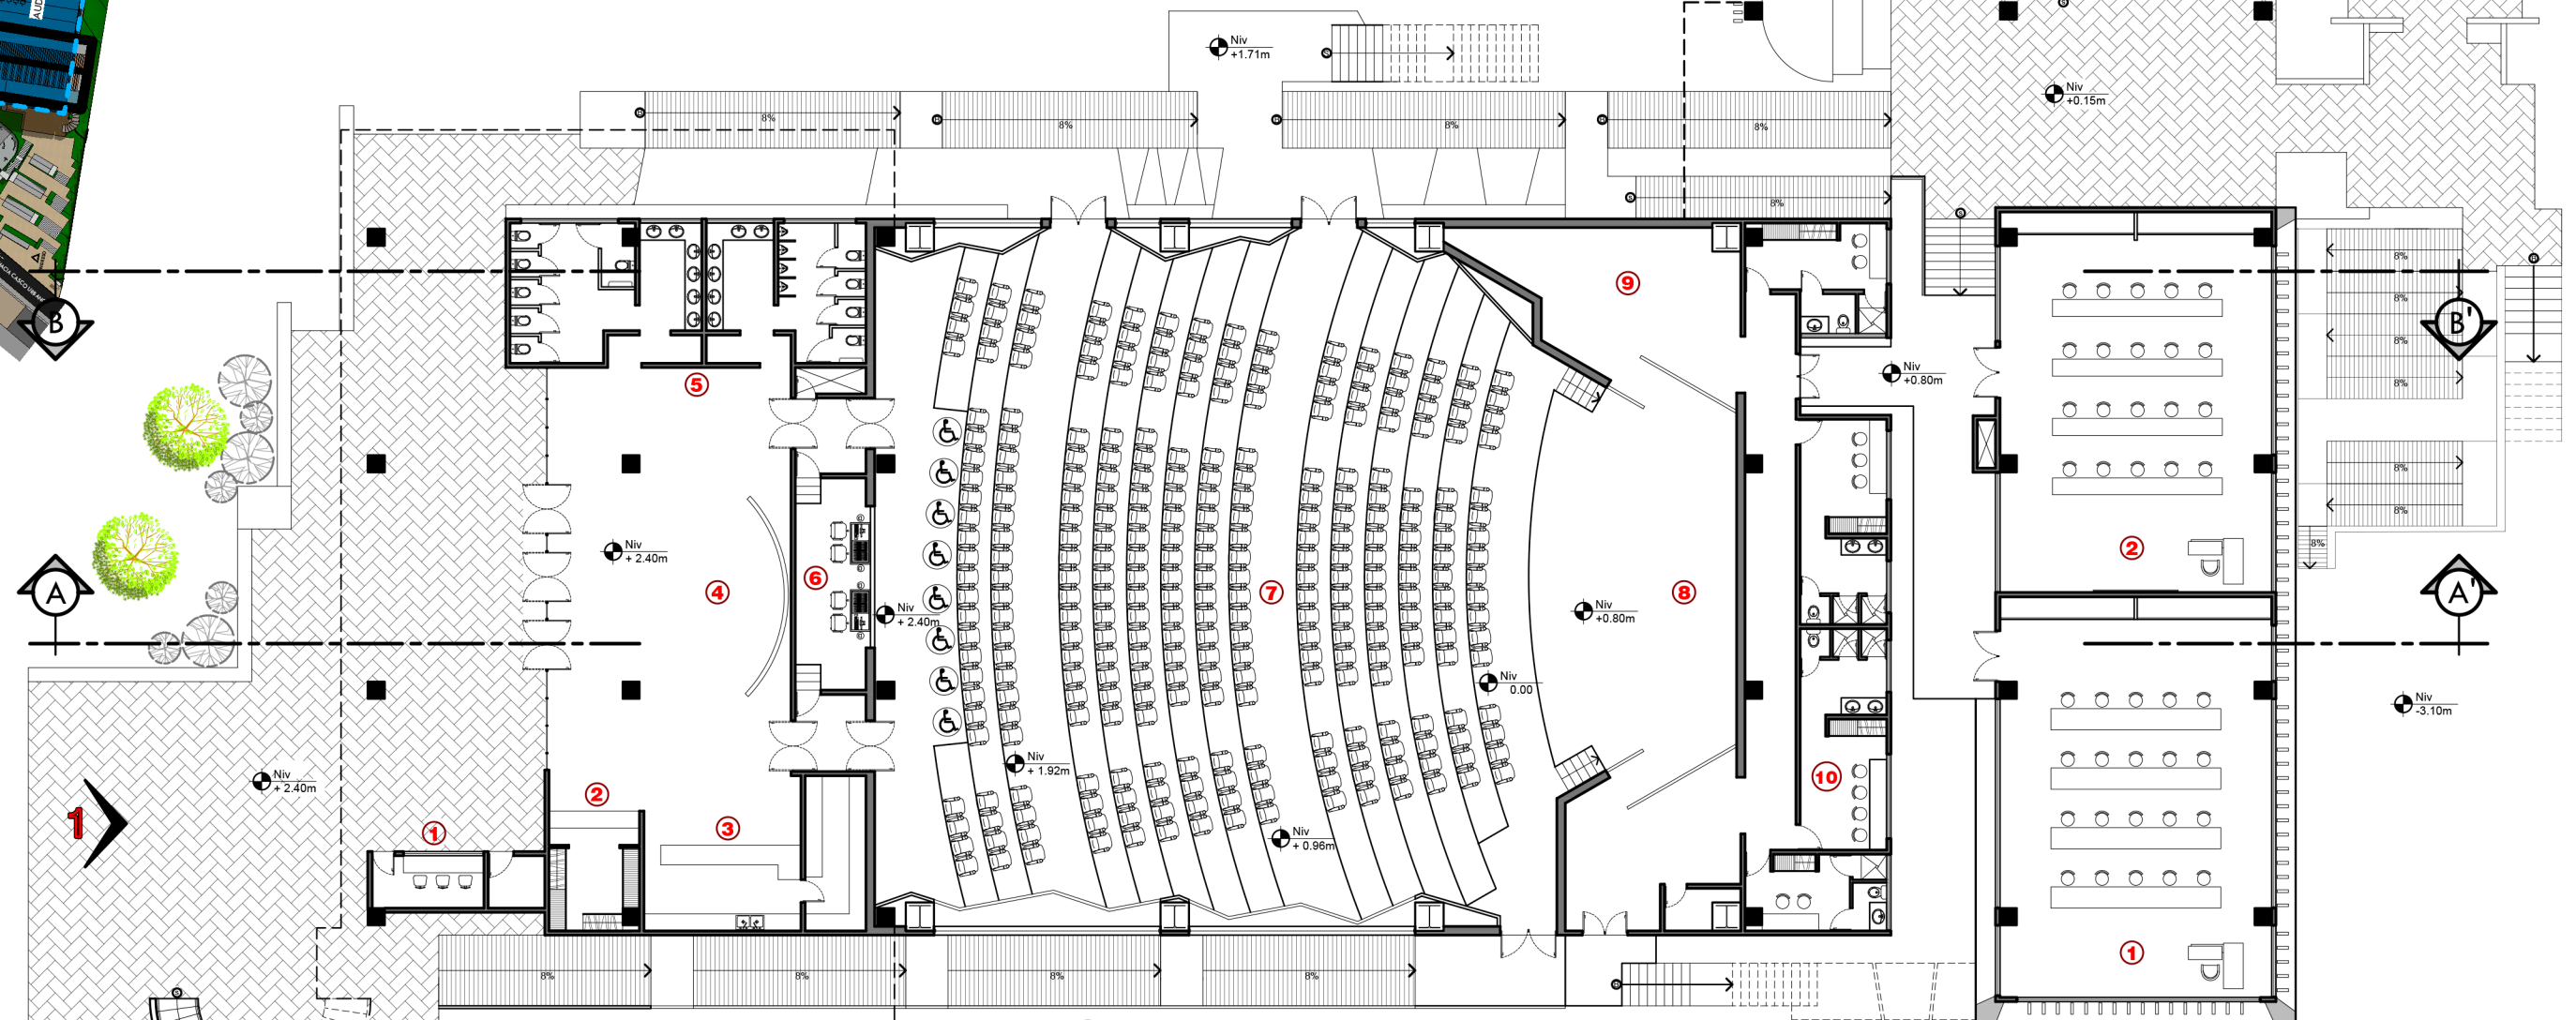 AUD
Niv
+1.71m
8%
8%
8%
8%
Niv
+0.15m
8%
8%
8%
8%
8%
8%
8%
8%
8%
B
B'
9
5
Niv
+0.80m
2
Niv
+ 2.40m
4
6
7
8
Niv
+ 2.40m
Niv
+0.80m
A
A'
Niv
0.00
Niv
-3.10m
Niv
+ 1.92m
Niv
+ 2.40m
10
2
1
1
3
Niv
+ 0.96m
1
8%
8%
8%
8%